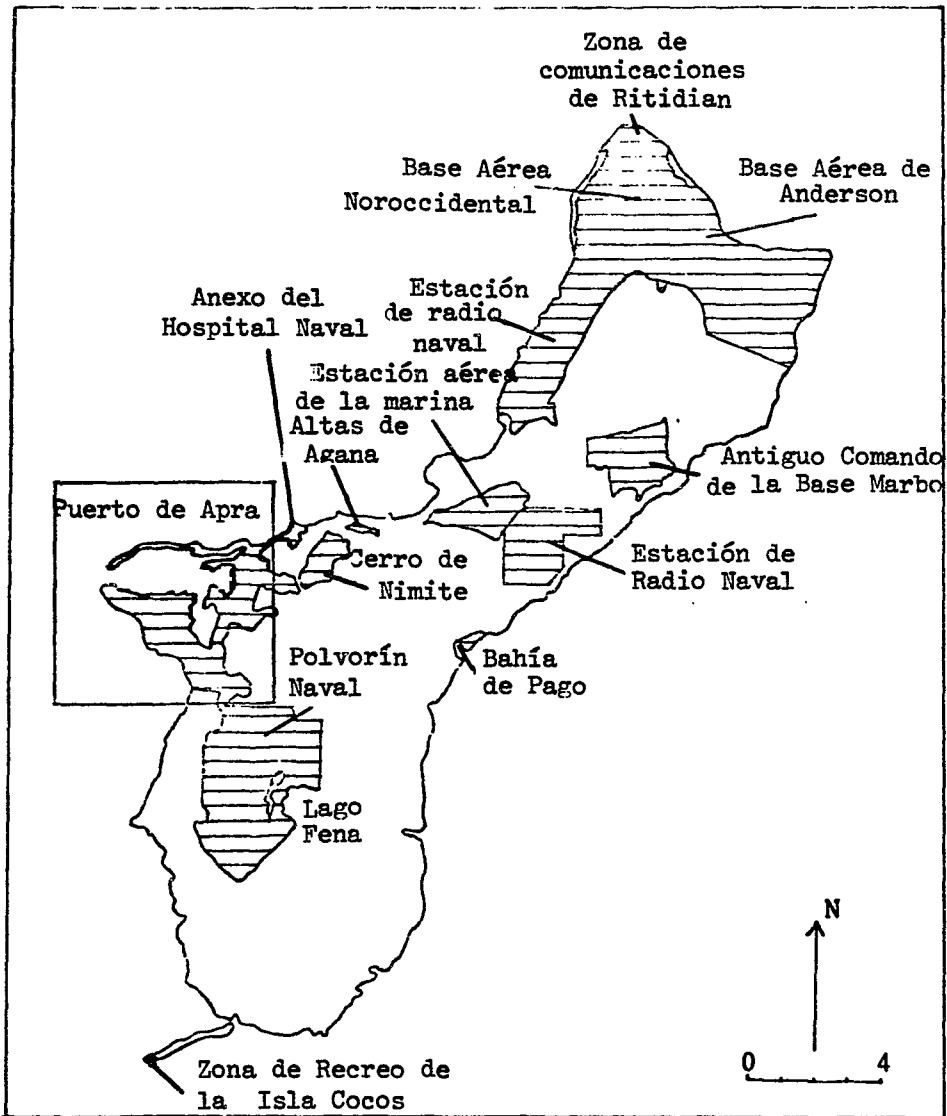 Zona de
comunicaciones
de Ritidian
Base Aérea
Noroccidental
Base Aérea de
Anderson
Anexo del
Hospital Naval
Estación
de radio
naval
Estación aérea
de la marina
Altas de
Agana
Antiguo Comando
de la Base Marbo
Puerto de Apra
Cerro de
Nimite
Estación de
Radio Naval
Polvorín
Naval
Bahía
de Pago
Lago
Fena
N
0 4
Zona de Recreo de
la Isla Cocos